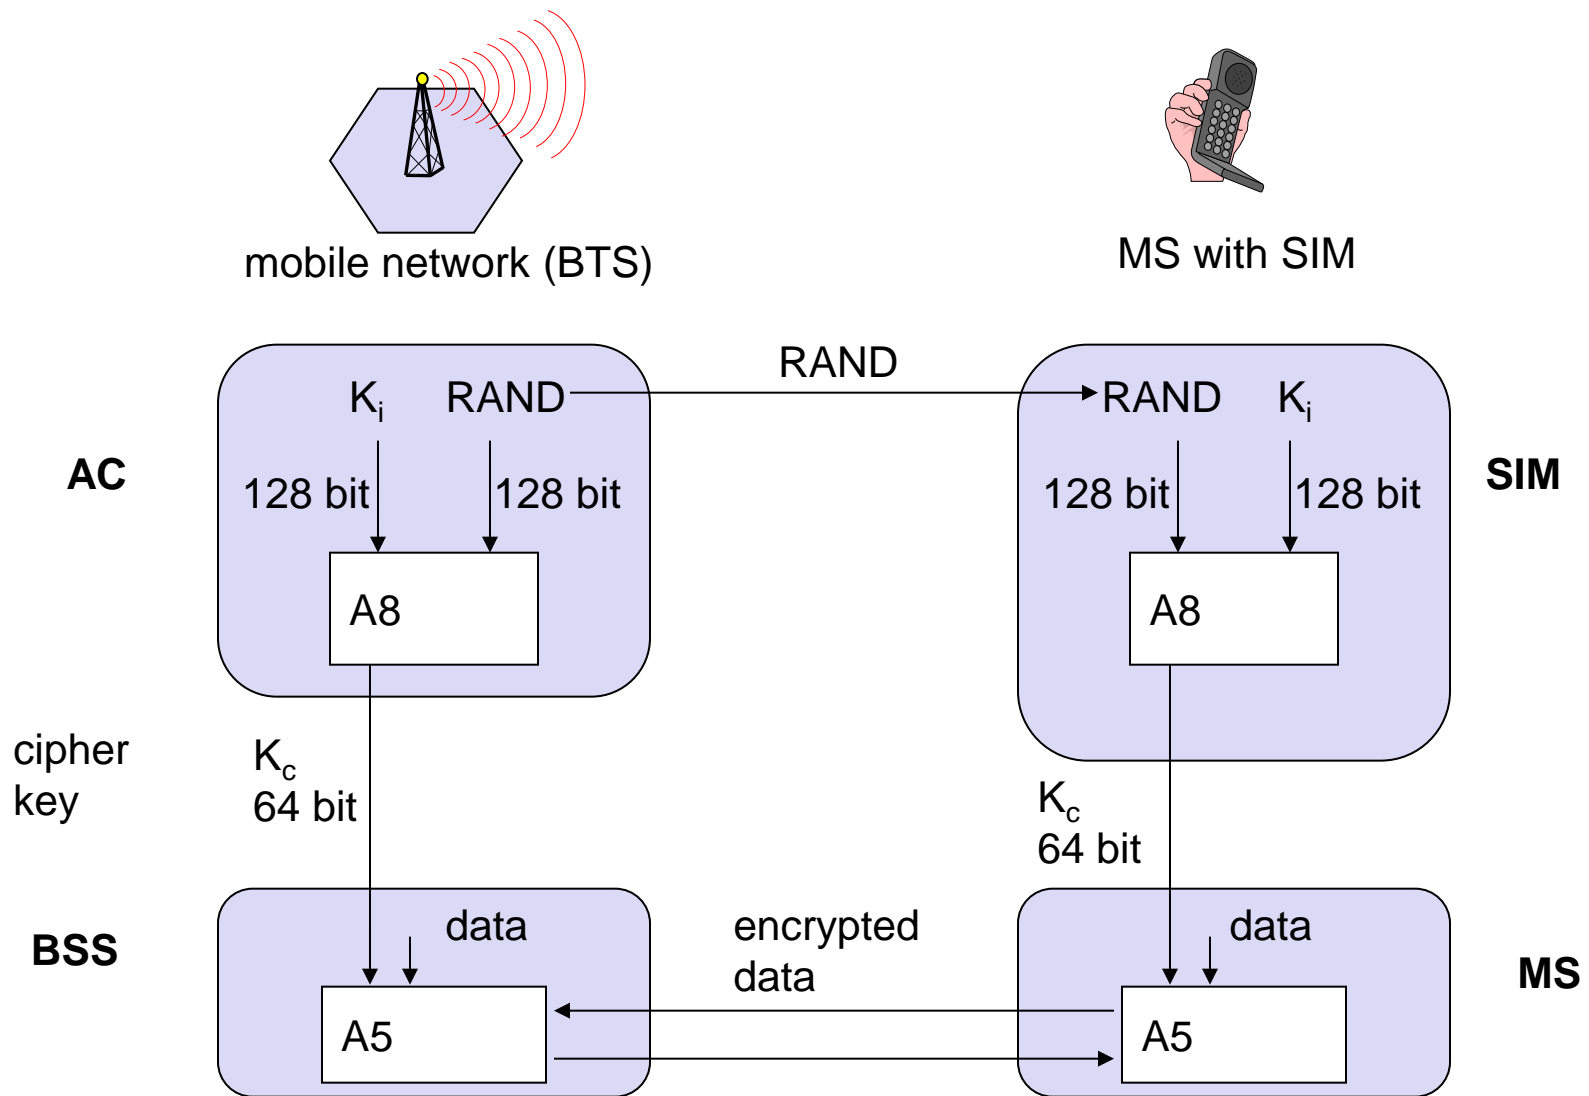 mobile network (BTS)
MS with SIM
RAND
Ki RAND
RAND Ki
AC
128 bit 128 bit
128 bit 128 bit
SIM
A8
A8
cipher
key
Kc
64 bit
Kc
64 bit
BSS
data
encrypted
data
data
MS
A5
A5